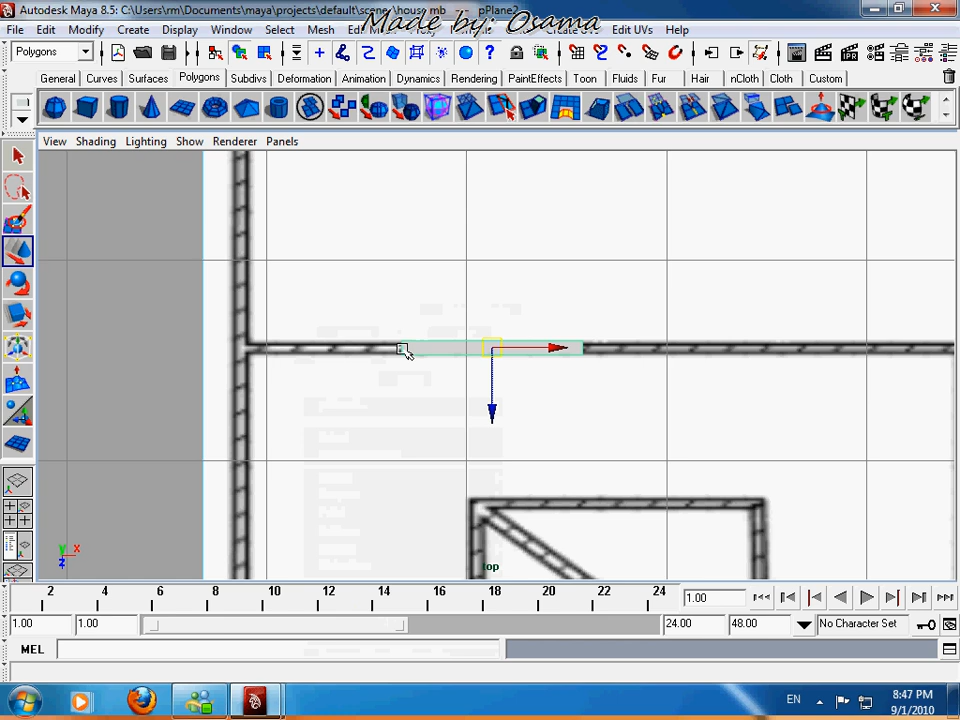 Autodesk Maya 8.5: C:\Users\rm\Documents\maya\projects\default\scene house.mb --- pPlane2
Made by: Osama
File Edit Modify Create Display Window Select Mesh Edit UVs Help
Polygons
General Curves Surfaces Polygons Subdivs Deformation Animation Dynamics Rendering PaintEffects Toon Fluids Fur Hair nCloth Cloth Custom
View Shading Lighting Show Renderer Panels
y x
z
top
2 4 6 8 10 12 14 16 18 20 22 24 1.00
1.00 1.00 24.00 48.00 No Character Set
MEL
EN
8:47 PM
9/1/2010